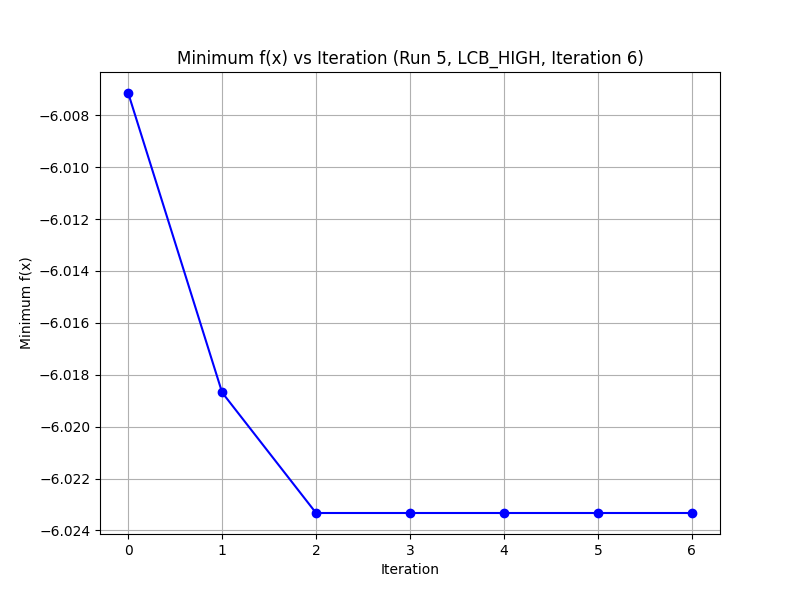 Minimum f(x) vs Iteration (Run 5, LCB_HIGH, Iteration 6)
Minimum f(x)
−6.008
−6.010
−6.012
−6.014
−6.016
−6.018
−6.020
−6.022
−6.024
0 1 2 3 4 5 6
Iteration